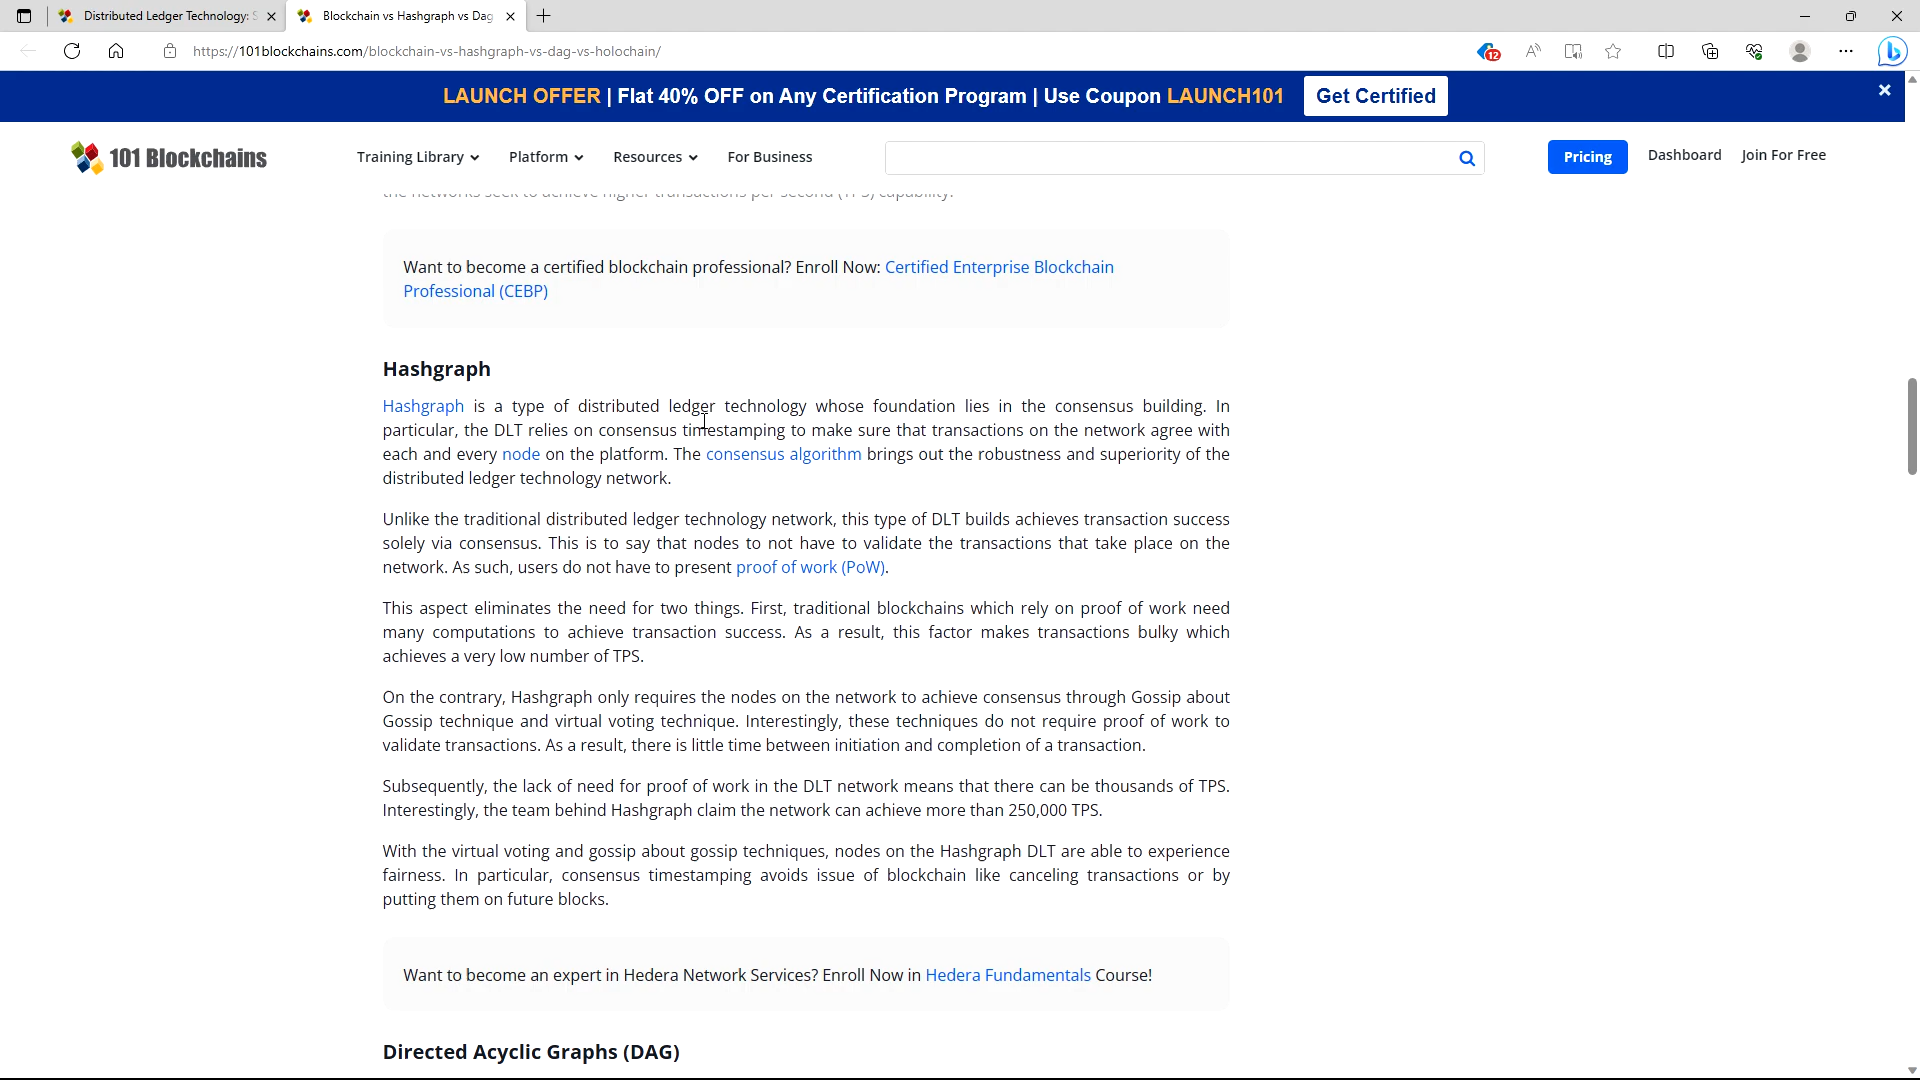 Distributed Ledger Technology:
Blockchain vs Hashgraph vs Dag
https://101blockchains.com/blockchain-vs-hashgraph-vs-dag-vs-holochain/
12
LAUNCH OFFER | Flat 40% OFF on Any Certification Program | Use Coupon LAUNCH101
Get Certified
101 Blockchains
Training Library
Platform
Resources
For Business
Pricing
Dashboard
Join For Free
the networks seek to achieve higher transactions per second (TPS) capability.
Want to become a certified blockchain professional? Enroll Now: Certified Enterprise Blockchain
Professional (CEBP)
Hashgraph
Hashgraph is a type of distributed ledger technology whose foundation lies in the consensus building. In
particular, the DLT relies on consensus timestamping to make sure that transactions on the network agree with
each and every node on the platform. The consensus algorithm brings out the robustness and superiority of the
distributed ledger technology network.
Unlike the traditional distributed ledger technology network, this type of DLT builds achieves transaction success
solely via consensus. This is to say that nodes to not have to validate the transactions that take place on the
network. As such, users do not have to present proof of work (PoW).
This aspect eliminates the need for two things. First, traditional blockchains which rely on proof of work need
many computations to achieve transaction success. As a result, this factor makes transactions bulky which
achieves a very low number of TPS.
On the contrary, Hashgraph only requires the nodes on the network to achieve consensus through Gossip about
Gossip technique and virtual voting technique. Interestingly, these techniques do not require proof of work to
validate transactions. As a result, there is little time between initiation and completion of a transaction.
Subsequently, the lack of need for proof of work in the DLT network means that there can be thousands of TPS.
Interestingly, the team behind Hashgraph claim the network can achieve more than 250,000 TPS.
With the virtual voting and gossip about gossip techniques, nodes on the Hashgraph DLT are able to experience
fairness. In particular, consensus timestamping avoids issue of blockchain like canceling transactions or by
putting them on future blocks.
Want to become an expert in Hedera Network Services? Enroll Now in Hedera Fundamentals Course!
Directed Acyclic Graphs (DAG)